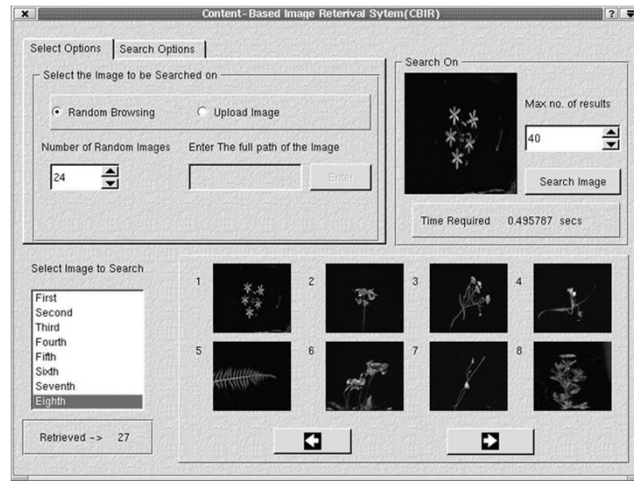 Content-Based Image Reterival Sytem(CBIR)
Select Options
Search Options
Select the Image to be Searched on
Random Browsing
Upload Image
Number of Random Images
Enter The full path of the Image
24
Enter
Search On
Max no. of results
40
Search Image
Time Required 0.495787 secs
Select Image to Search
First
Second
Third
Fourth
Fifth
Sixth
Seventh
Eighth
Retrieved -> 27
1 2 3 4
5 6 7 8